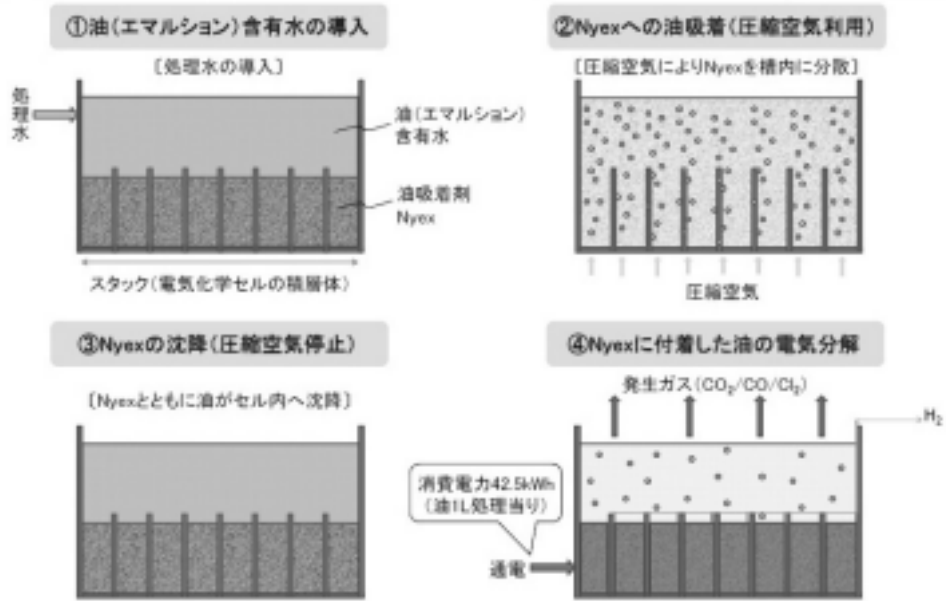 ①油(エマルション)含有水の導入
[処理水の導入]
処理水
油(エマルション)
含有水
油吸着剤
Nyex
スタック(電気化学セルの積層体)
②Nyexへの油吸着(圧縮空気利用)
[圧縮空気によりNyexを槽内に分散]
圧縮空気
③Nyexの沈降(圧縮空気停止)
[Nyexとともに油がセル内へ沈降]
④Nyexに付着した油の電気分解
発生ガス(CO₂/CO/Cl₂)
H₂
消費電力42.5kWh
(油1L処理当り)
通電